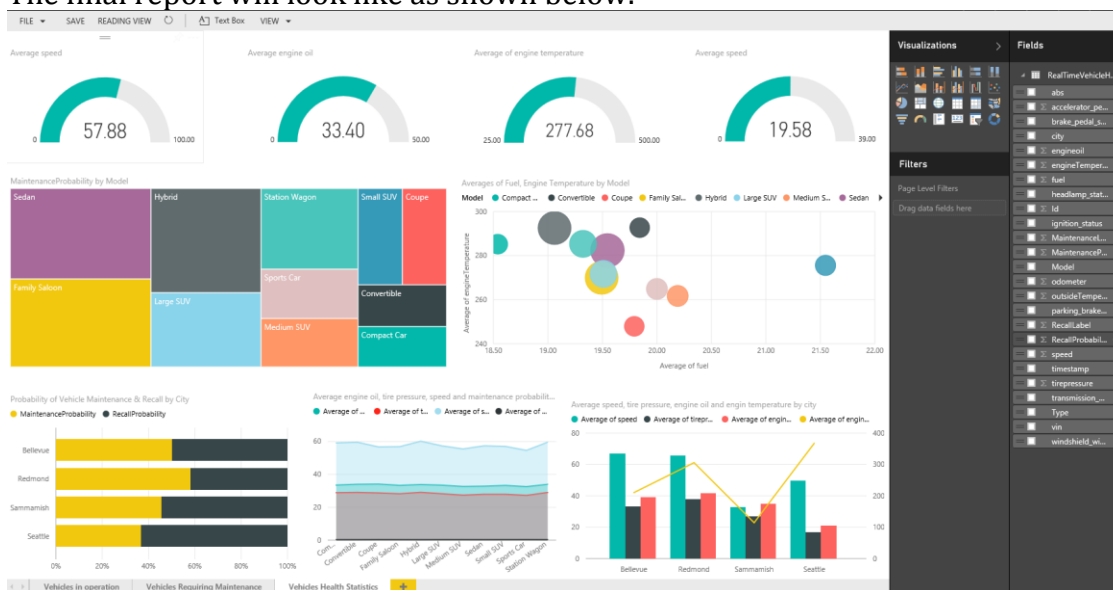 The final report will look like as shown below:
FILE SAVE READING VIEW Text Box VIEW
Average speed
0 57.88 100.00
Average engine oil
0 33.40 50.00
Average of engine temperature
25.00 277.68 500.00
Average speed
0 19.58 39.00
MaintenanceProbability by Model
Sedan
Family Saloon
Hybrid
Large SUV
Station Wagon
Sports Car
Medium SUV
Small SUV
Coupe
Convertible
Compact Car
Averages of Fuel, Engine Temperature by Model
Model Compact ... Convertible Coupe Family Sal... Hybrid Large SUV Medium S... Sedan
Average of engineTemperature
300
280
260
240
18.50 19.00 19.50 20.00 20.50 21.00 21.50 22.00
Average of fuel
Probability of Vehicle Maintenance & Recall by City
MaintenanceProbability RecallProbability
Bellevue
Redmond
Sammamish
Seattle
0% 20% 40% 60% 80% 100%
Average engine oil, tire pressure, speed and maintenance probabilit...
Average of ... Average of t... Average of s... Average of ...
60
40
20
0
Com... Convertible Coupe Family Saloon Hybrid Large SUV Medium SUV Sedan Small SUV Sports Car Station Wagon
Average speed, tire pressure, engine oil and engin temperature by city
Average of speed Average of tirepr... Average of engin... Average of engin...
80 400
60 300
40 200
20 100
0 0
Bellevue Redmond Sammamish Seattle
Vehicles in operation Vehicles Requiring Maintenance Vehicles Health Statistics +
Visualizations
Filters
Page Level Filters
Drag data fields here
Fields
RealTimeVehicleH...
abs
accelerator_pe...
brake_pedal_s...
city
engineoil
engineTemper...
fuel
headlamp_stat...
Id
ignition_status
MaintenanceL...
MaintenanceP...
Model
odometer
outsideTempe...
parking_brake...
RecallLabel
RecallProbabil...
speed
timestamp
tirepressure
transmission_...
Type
vin
windshield_wi...